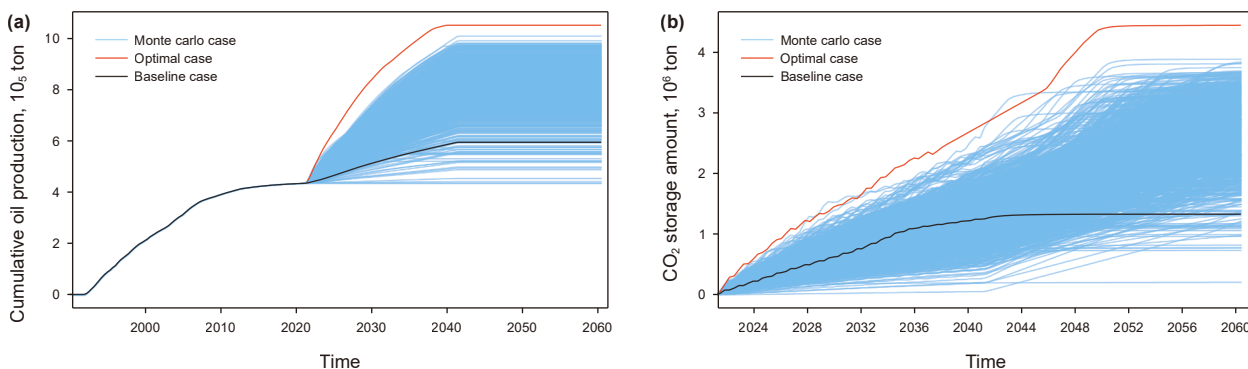 (a)
10
8
6
4
2
0
Cumulative oil production, 10₅ ton
Monte carlo case
Optimal case
Baseline case
2000 2010 2020 2030 2040 2050 2060
Time
(b)
4
3
2
1
0
CO₂ storage amount, 10⁶ ton
Monte carlo case
Optimal case
Baseline case
2024 2028 2032 2036 2040 2044 2048 2052 2056 2060
Time